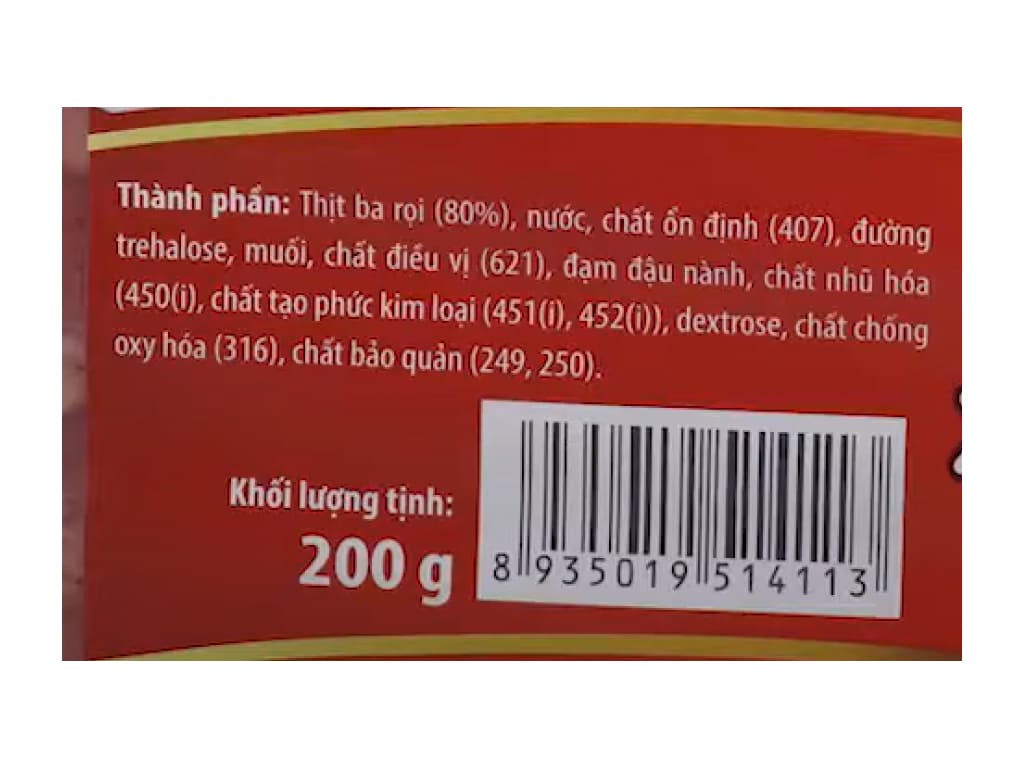 Thành phần: Thịt ba rọi (80%), nước, chất ổn định (407), đường
trehalose, muối, chất điều vị (621), đạm đậu nành, chất nhũ hóa
(450(i), chất tạo phức kim loại (451(i), 452(i)), dextrose, chất chống
oxy hóa (316), chất bảo quản (249, 250).
Khối lượng tịnh:
200 g
8 935019 514113